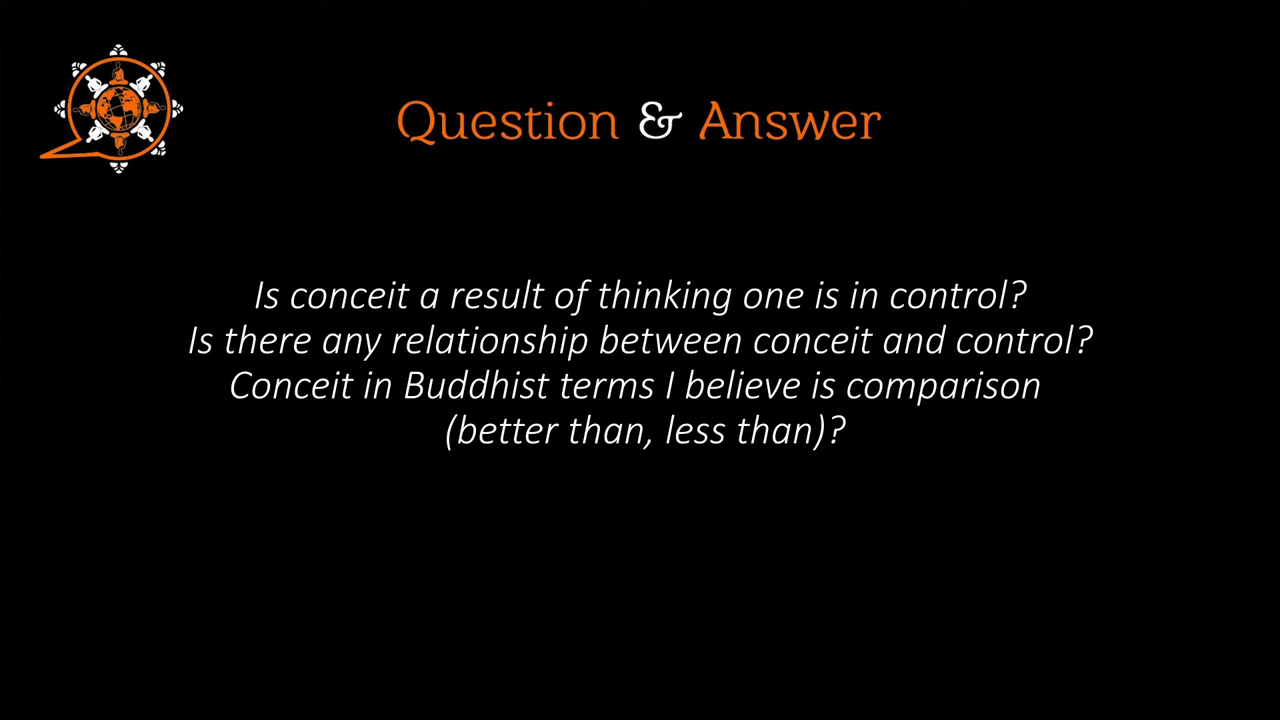 Question & Answer
Is conceit a result of thinking one is in control?
Is there any relationship between conceit and control?
Conceit in Buddhist terms I believe is comparison
(better than, less than)?